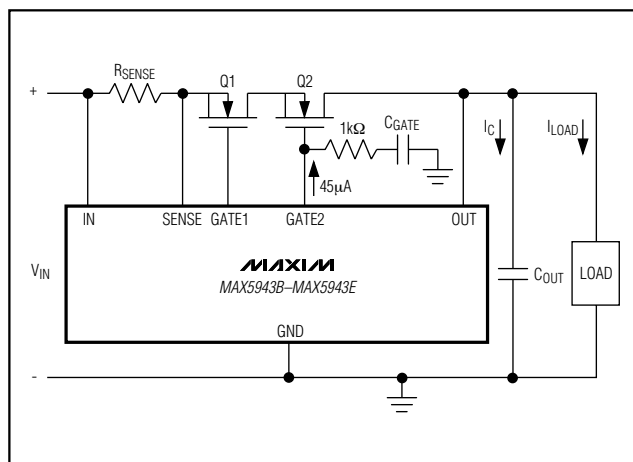 RSENSE
Q1
Q2
+
1kΩ
CGATE
IC
ILOAD
45µA
IN
SENSE
GATE1
GATE2
OUT
VIN
MAXIM
MAX5943B–MAX5943E
COUT
LOAD
GND
-